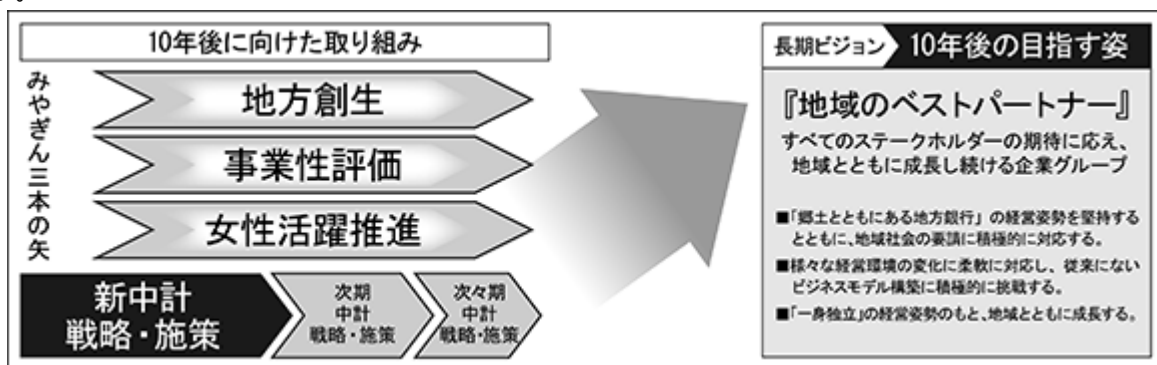 10年後に向けた取り組み
みやぎん三本の矢
地方創生
事業性評価
女性活躍推進
新中計
戦略・施策
次期
中計
戦略・施策
次々期
中計
戦略・施策
長期ビジョン
10年後の目指す姿
『地域のベストパートナー』
すべてのステークホルダーの期待に応え、
地域とともに成長し続ける企業グループ
■「郷土とともにある地方銀行」の経営姿勢を堅持する
とともに、地域社会の要請に積極的に対応する。
■様々な経営環境の変化に柔軟に対応し、従来にない
ビジネスモデル構築に積極的に挑戦する。
■「一身独立」の経営姿勢のもと、地域とともに成長する。